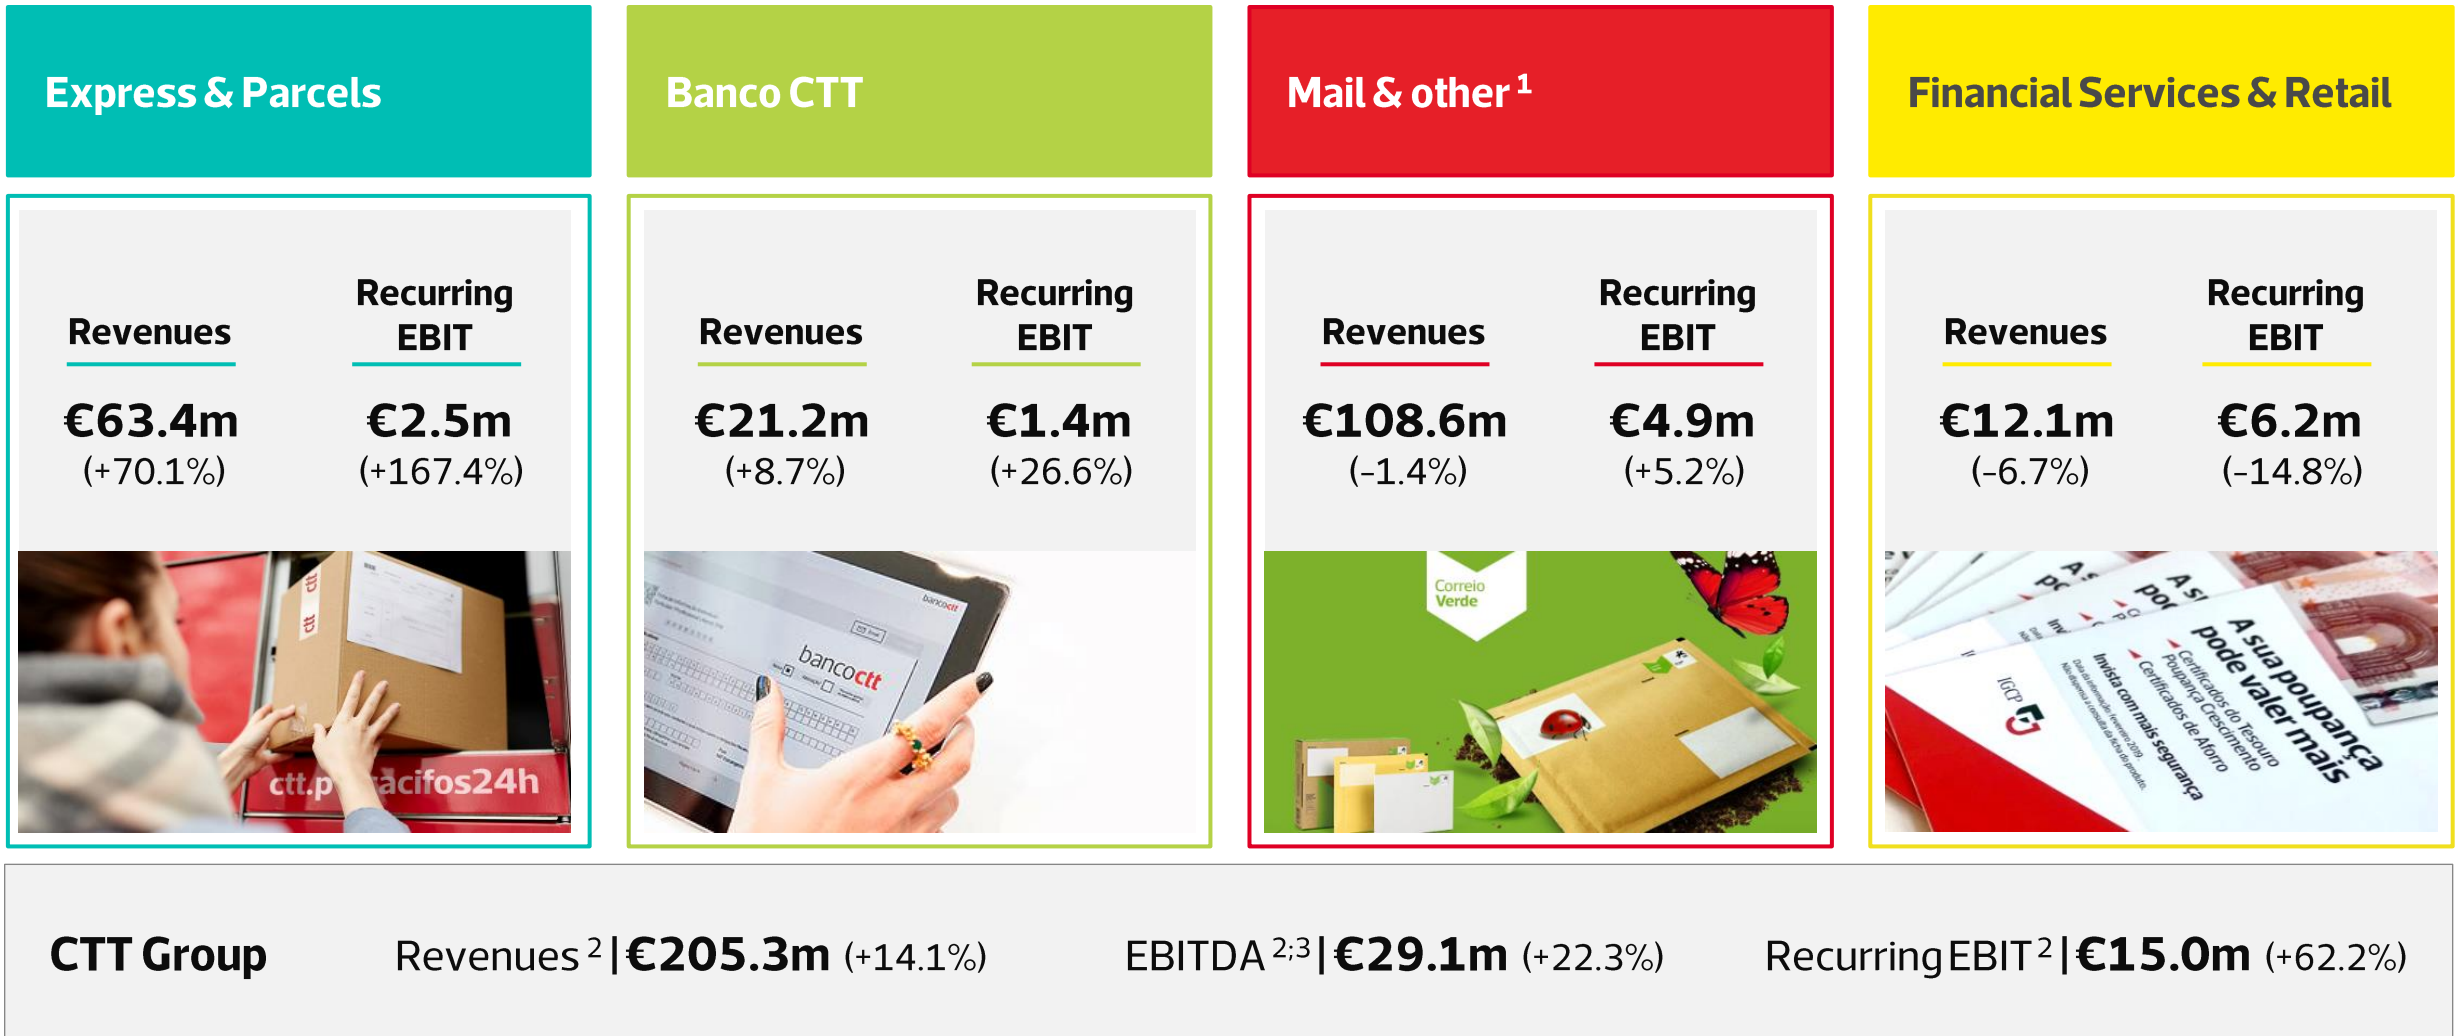 Express & Parcels
Revenues
Recurring
EBIT
€63.4m
€2.5m
(+70.1%)
(+167.4%)
ctt ctt
ctt.p
acifos24h
Banco CTT
Revenues
Recurring
EBIT
€21.2m
€1.4m
(+8.7%)
(+26.6%)
bancoctt
bancoctt
Mail & other 1
Revenues
Recurring
EBIT
€108.6m
€4.9m
(-1.4%)
(+5.2%)
Correio
Verde
Financial Services & Retail
Revenues
Recurring
EBIT
€12.1m
€6.2m
(-6.7%)
(-14.8%)
A sua poupança
pode valer mais
Certificados do Tesouro
Poupança Crescimento
Certificados de Aforro
Invista com mais segurança
IGCP
CTT Group
Revenues 2 | €205.3m (+14.1%)
EBITDA 2;3 | €29.1m (+22.3%)
Recurring EBIT 2 | €15.0m (+62.2%)